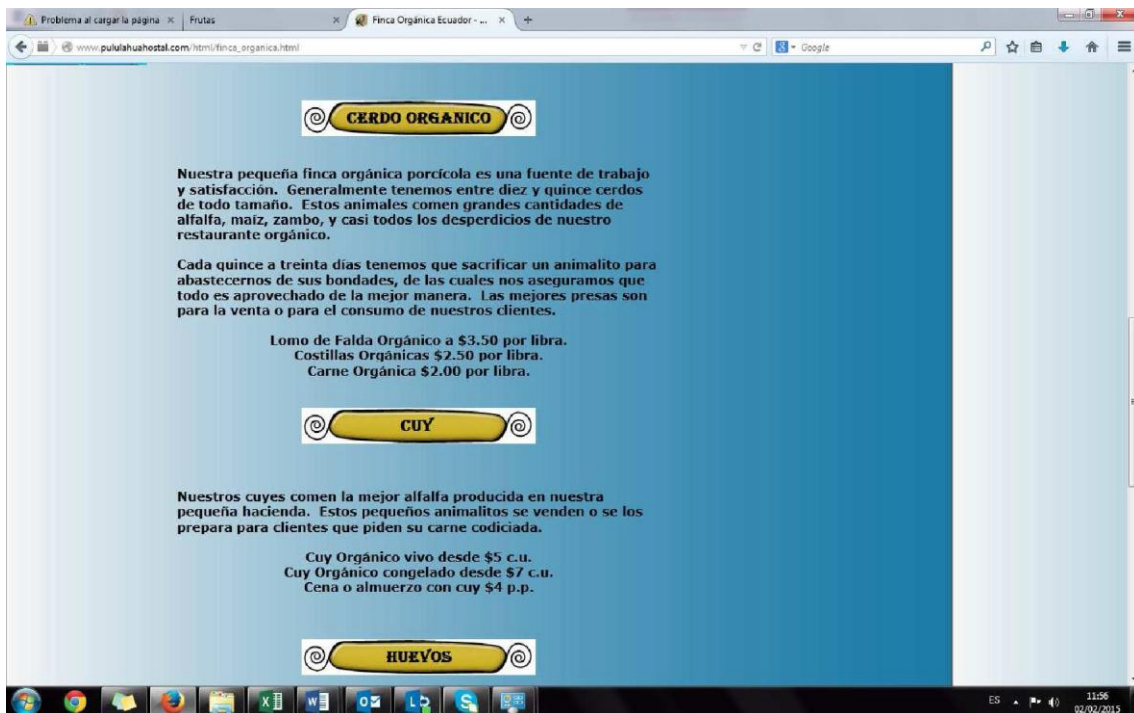 Problema al cargar la página
Frutas
Finca Orgánica Ecuador - ...
www.pululahuahostal.com/html/finca_organica.html
Google
CERDO ORGANICO
Nuestra pequeña finca orgánica porcícola es una fuente de trabajo
y satisfacción. Generalmente tenemos entre diez y quince cerdos
de todo tamaño. Estos animales comen grandes cantidades de
alfalfa, maíz, zambo, y casi todos los desperdicios de nuestro
restaurante orgánico.
Cada quince a treinta días tenemos que sacrificar un animalito para
abastecernos de sus bondades, de las cuales nos aseguramos que
todo es aprovechado de la mejor manera. Las mejores presas son
para la venta o para el consumo de nuestros clientes.
Lomo de Falda Orgánico a $3.50 por libra.
Costillas Orgánicas $2.50 por libra.
Carne Orgánica $2.00 por libra.
CUY
Nuestros cuyes comen la mejor alfalfa producida en nuestra
pequeña hacienda. Estos pequeños animalitos se venden o se los
prepara para clientes que piden su carne codiciada.
Cuy Orgánico vivo desde $5 c.u.
Cuy Orgánico congelado desde $7 c.u.
Cena o almuerzo con cuy $4 p.p.
HUEVOS
ES
11:56
02/02/2015